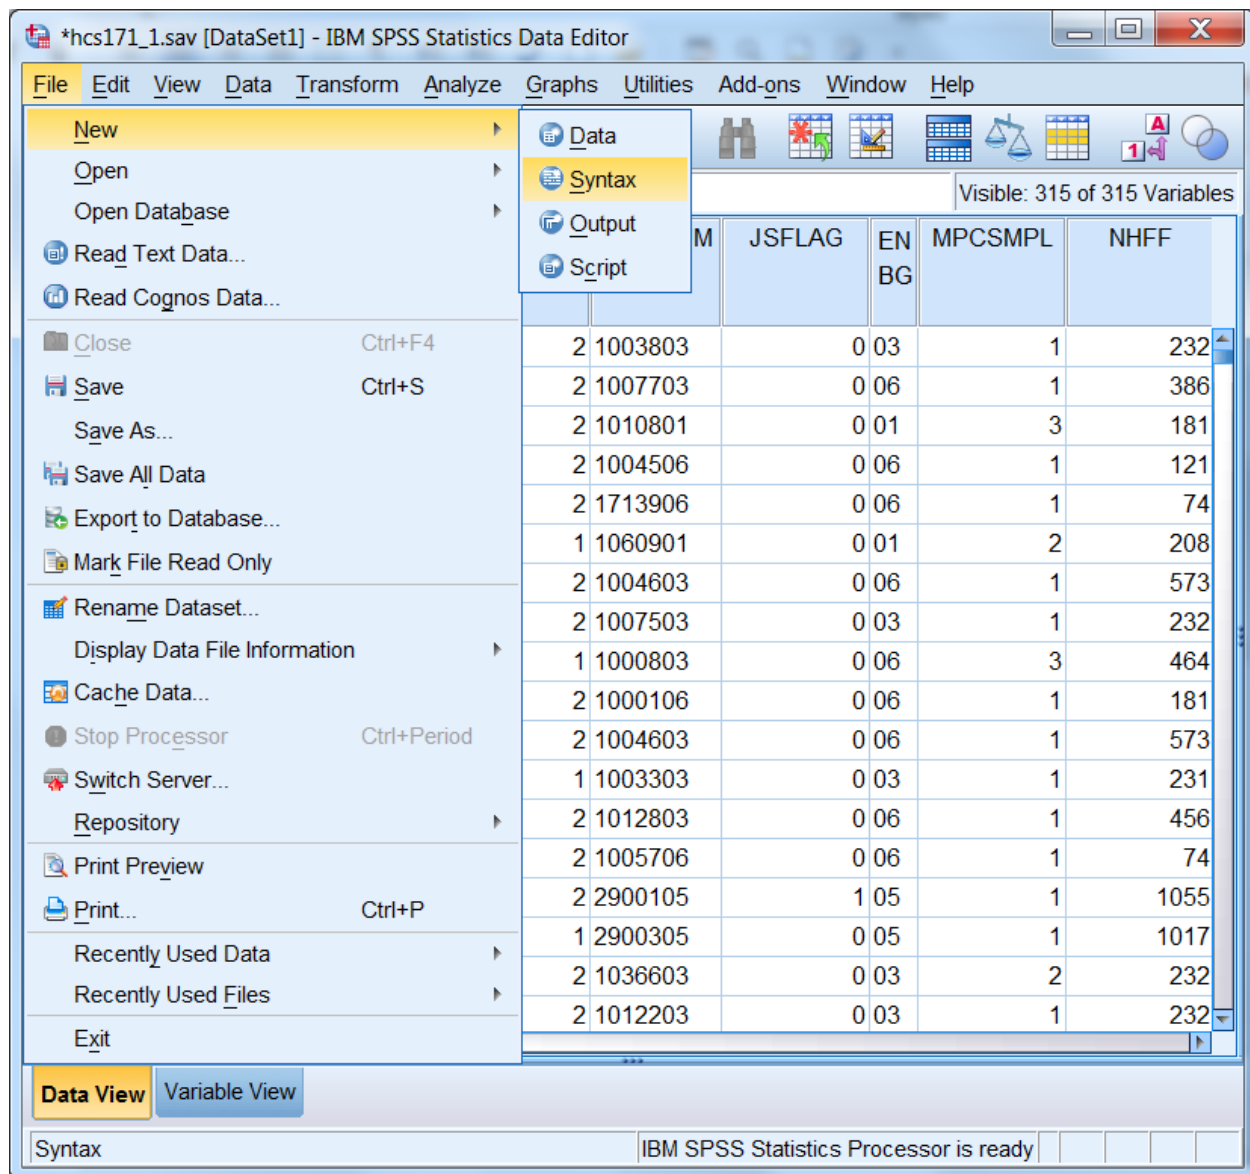 *hcs171_1.sav [DataSet1] - IBM SPSS Statistics Data Editor
File Edit View Data Transform Analyze Graphs Utilities Add-ons Window Help
New
Open
Open Database
Read Text Data...
Read Cognos Data...
Close Ctrl+F4
Save Ctrl+S
Save As...
Save All Data
Export to Database...
Mark File Read Only
Rename Dataset...
Display Data File Information
Cache Data...
Stop Processor Ctrl+Period
Switch Server...
Repository
Print Preview
Print... Ctrl+P
Recently Used Data
Recently Used Files
Exit
Data
Syntax
Output
Script
A
1
Visible: 315 of 315 Variables
M JSFLAG EN BG MPCSMPL NHFF
2 1003803 0 03 1 232
2 1007703 0 06 1 386
2 1010801 0 01 3 181
2 1004506 0 06 1 121
2 1713906 0 06 1 74
1 1060901 0 01 2 208
2 1004603 0 06 1 573
2 1007503 0 03 1 232
1 1000803 0 06 3 464
2 1000106 0 06 1 181
2 1004603 0 06 1 573
1 1003303 0 03 1 231
2 1012803 0 06 1 456
2 1005706 0 06 1 74
2 2900105 1 05 1 1055
1 2900305 0 05 1 1017
2 1036603 0 03 2 232
2 1012203 0 03 1 232
Data View Variable View
Syntax IBM SPSS Statistics Processor is ready